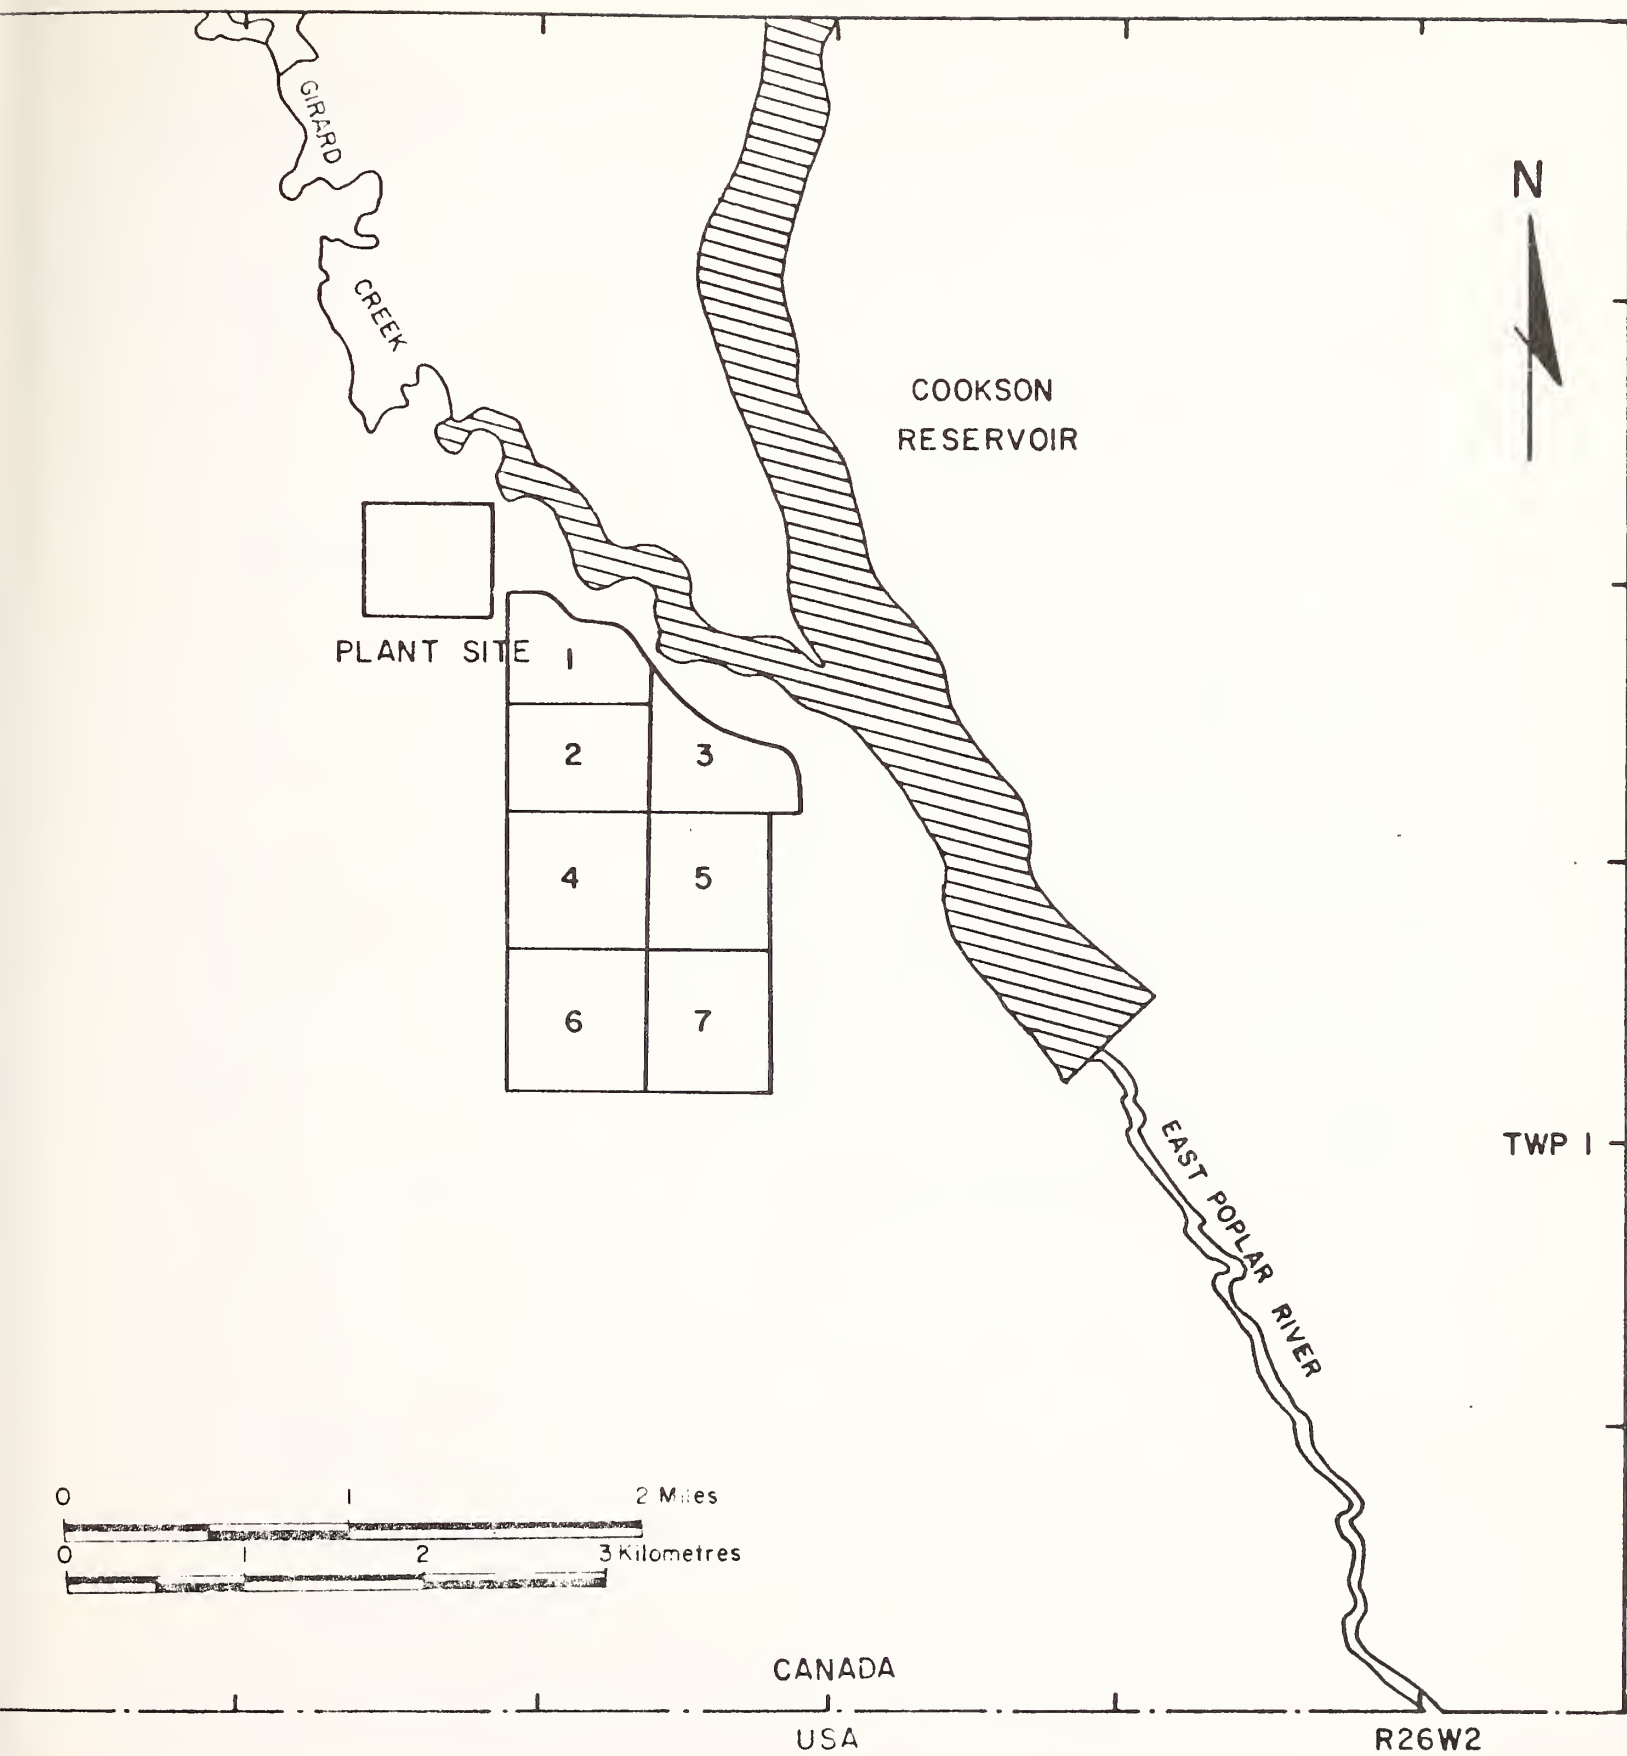 GIRARD
CREEK
N
COOKSON
RESERVOIR
PLANT SITE
1
2
3
4
5
6
7
EAST POPLAR RIVER
TWP 1
0 1 2 Miles
0 1 2 3 Kilometres
CANADA
USA
R26W2